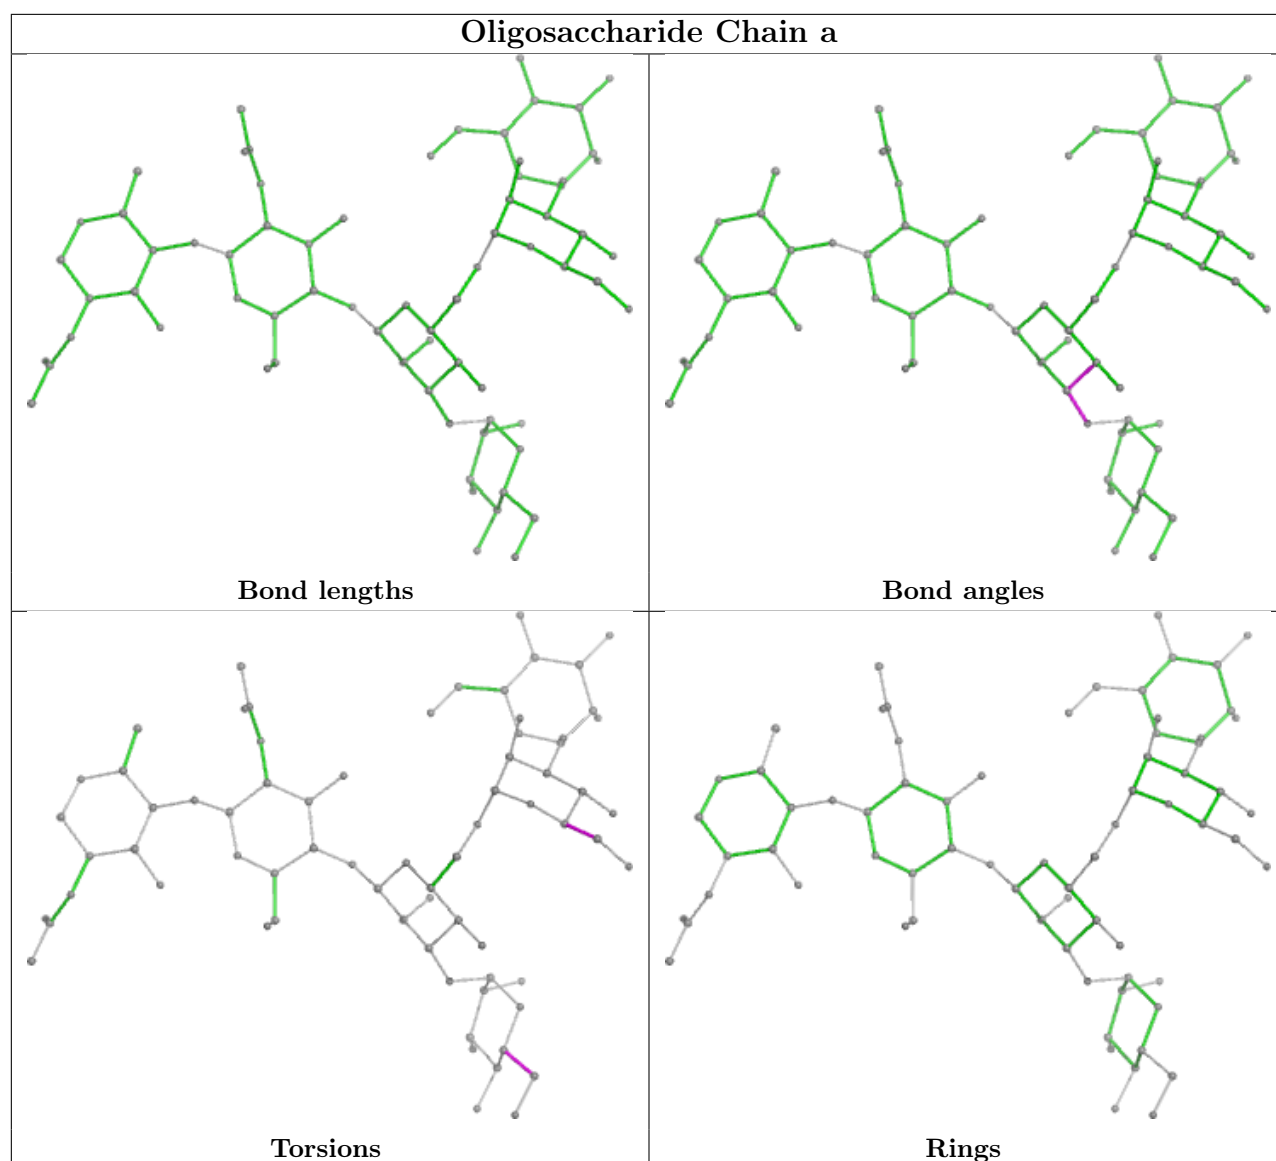 Oligosaccharide Chain a
Bond lengths
Bond angles
Torsions
Rings